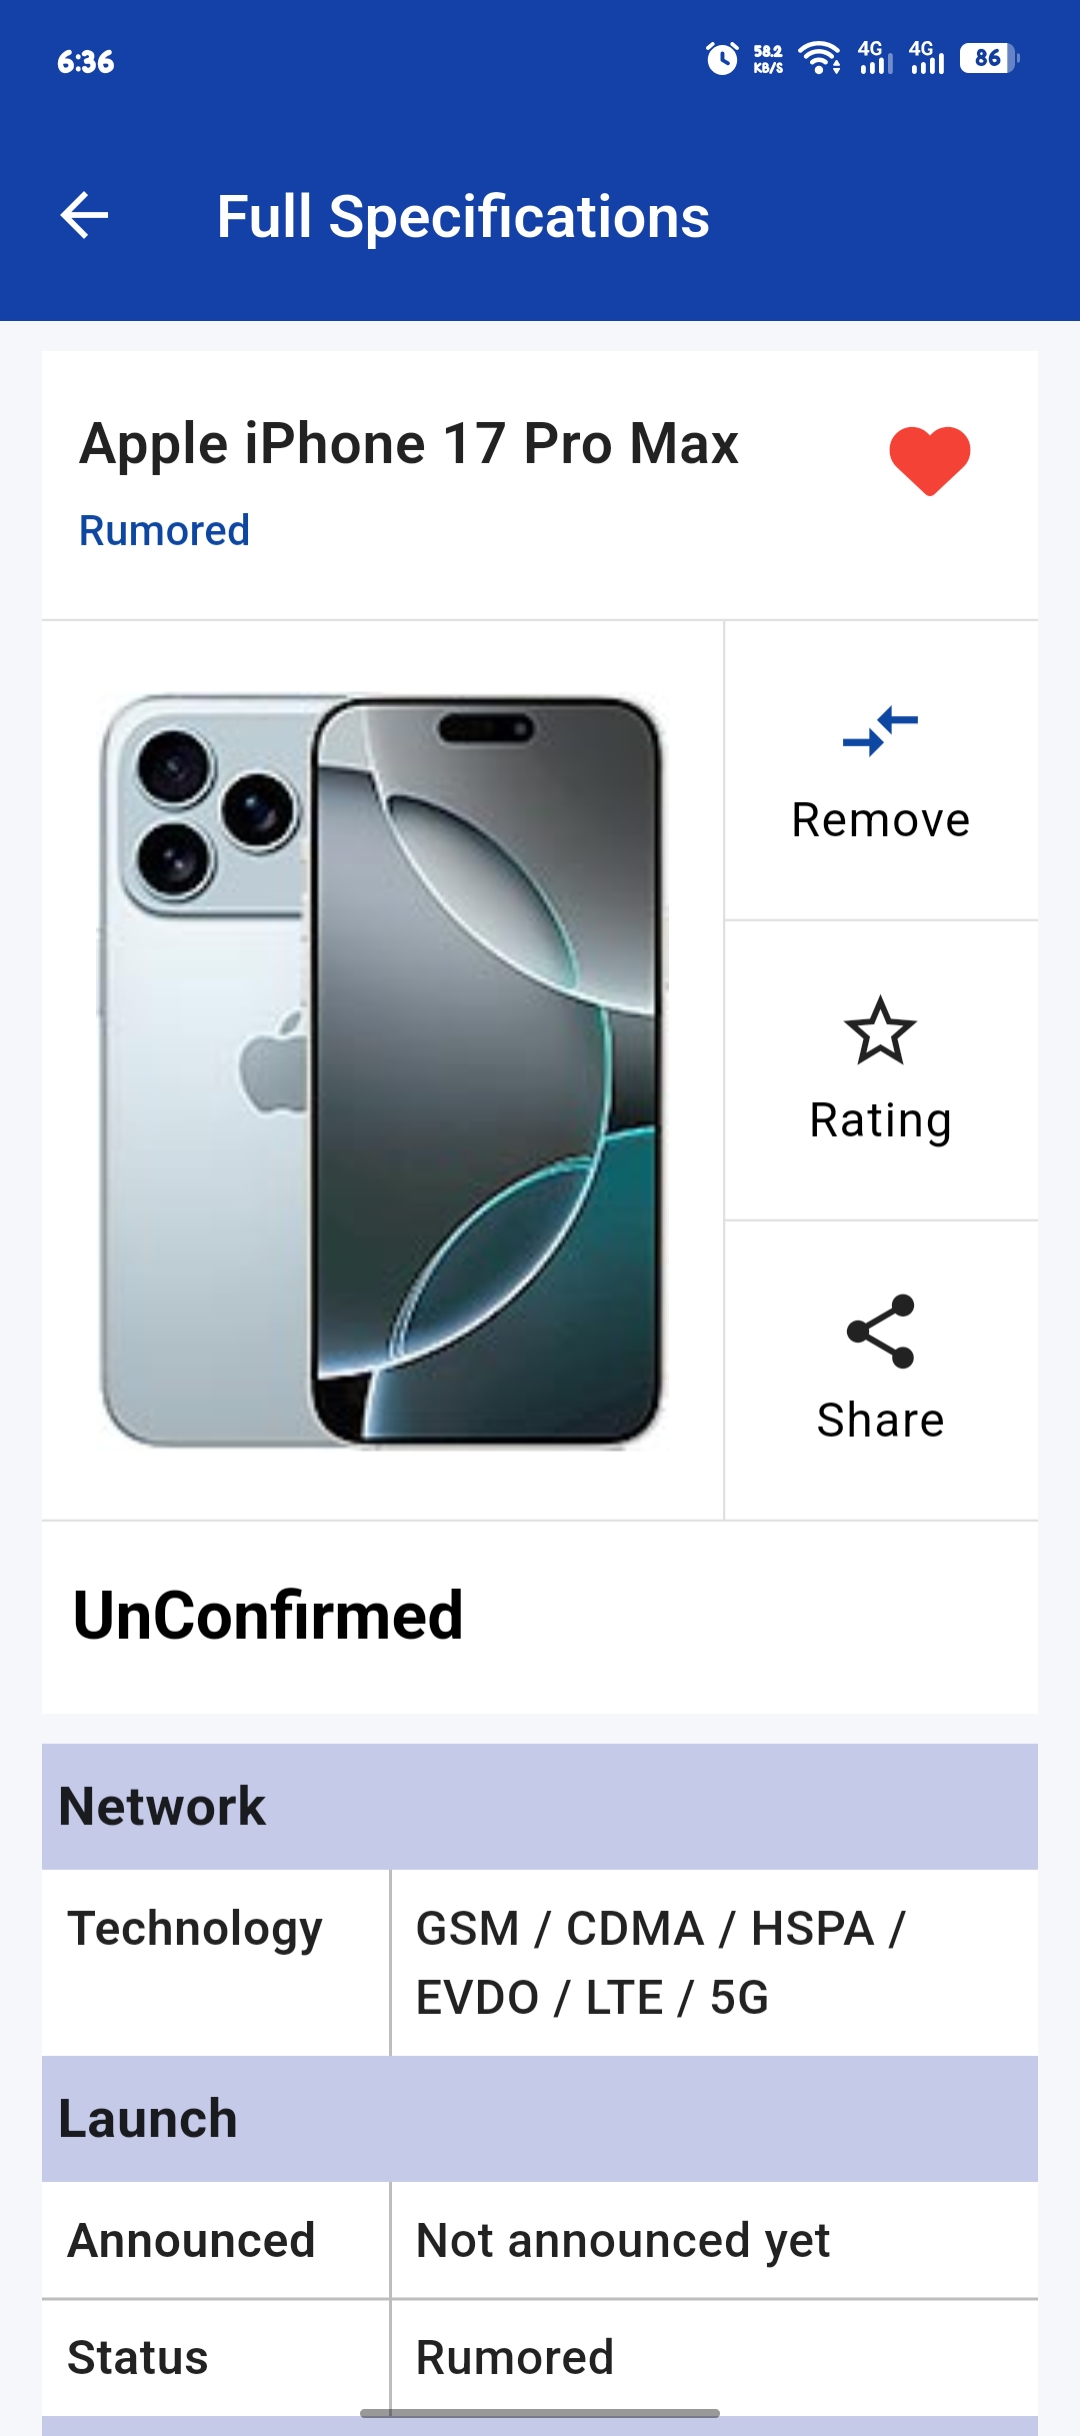 6:36
58.2
KB/S
4G
4G
86
Full Specifications
Apple iPhone 17 Pro Max
Rumored
Remove
Rating
Share
UnConfirmed
Network
Technology
GSM / CDMA / HSPA /
EVDO / LTE / 5G
Launch
Announced
Not announced yet
Status
Rumored